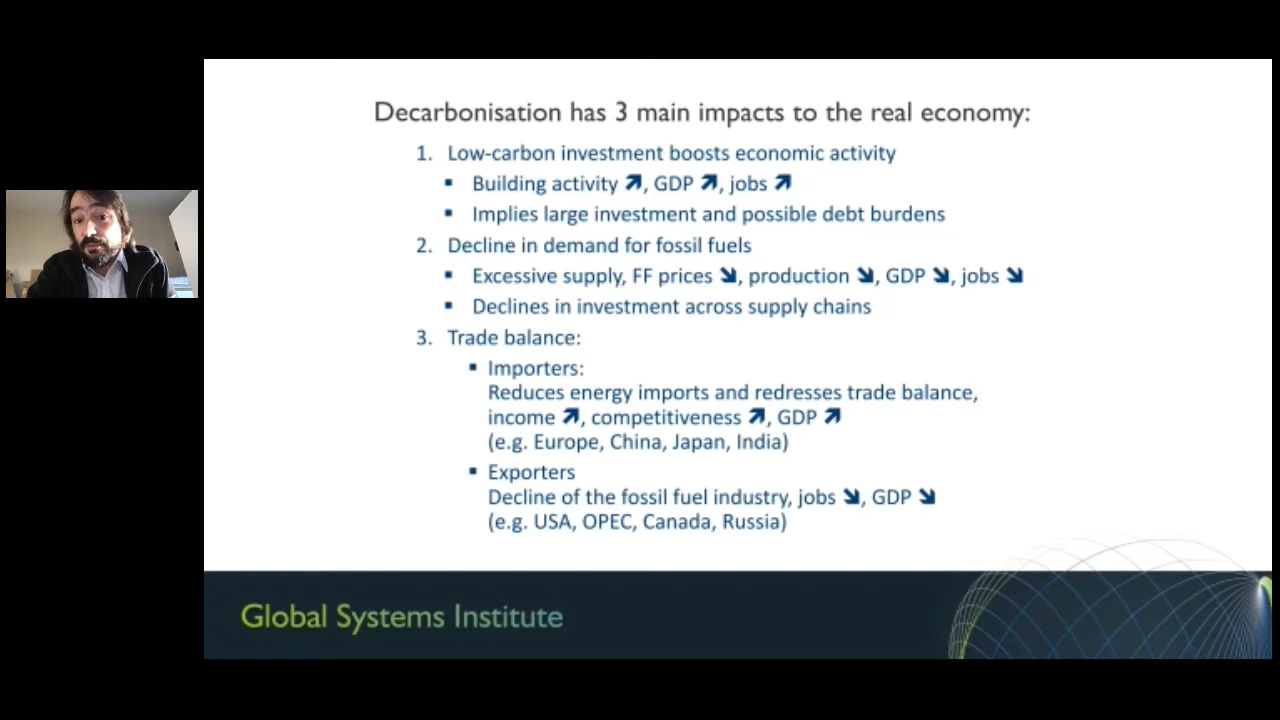 Decarbonisation has 3 main impacts to the real economy:
1. Low-carbon investment boosts economic activity
▪ Building activity ↗, GDP ↗, jobs ↗
▪ Implies large investment and possible debt burdens
2. Decline in demand for fossil fuels
▪ Excessive supply, FF prices ↘, production ↘, GDP ↘, jobs ↘
▪ Declines in investment across supply chains
3. Trade balance:
▪ Importers:
Reduces energy imports and redresses trade balance,
income ↗, competitiveness ↗, GDP ↗
(e.g. Europe, China, Japan, India)
▪ Exporters
Decline of the fossil fuel industry, jobs ↘, GDP ↘
(e.g. USA, OPEC, Canada, Russia)
Global Systems Institute